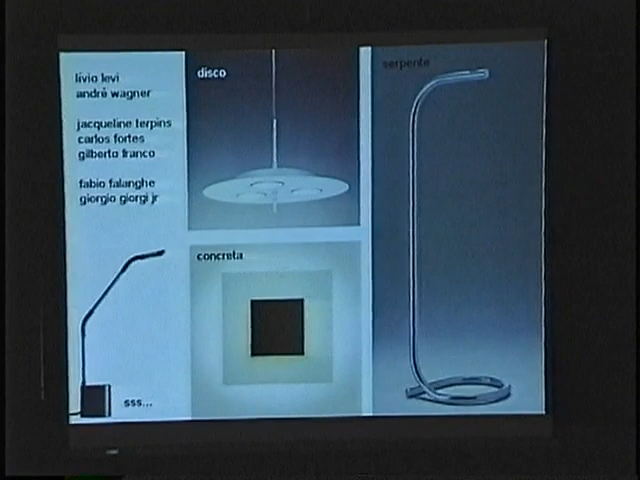 livio levi
andré wagner
jacqueline terpins
carlos fortes
gilberto franco
fabio falanghe
giorgio giorgi jr
sss...
disco
concreta
serpente